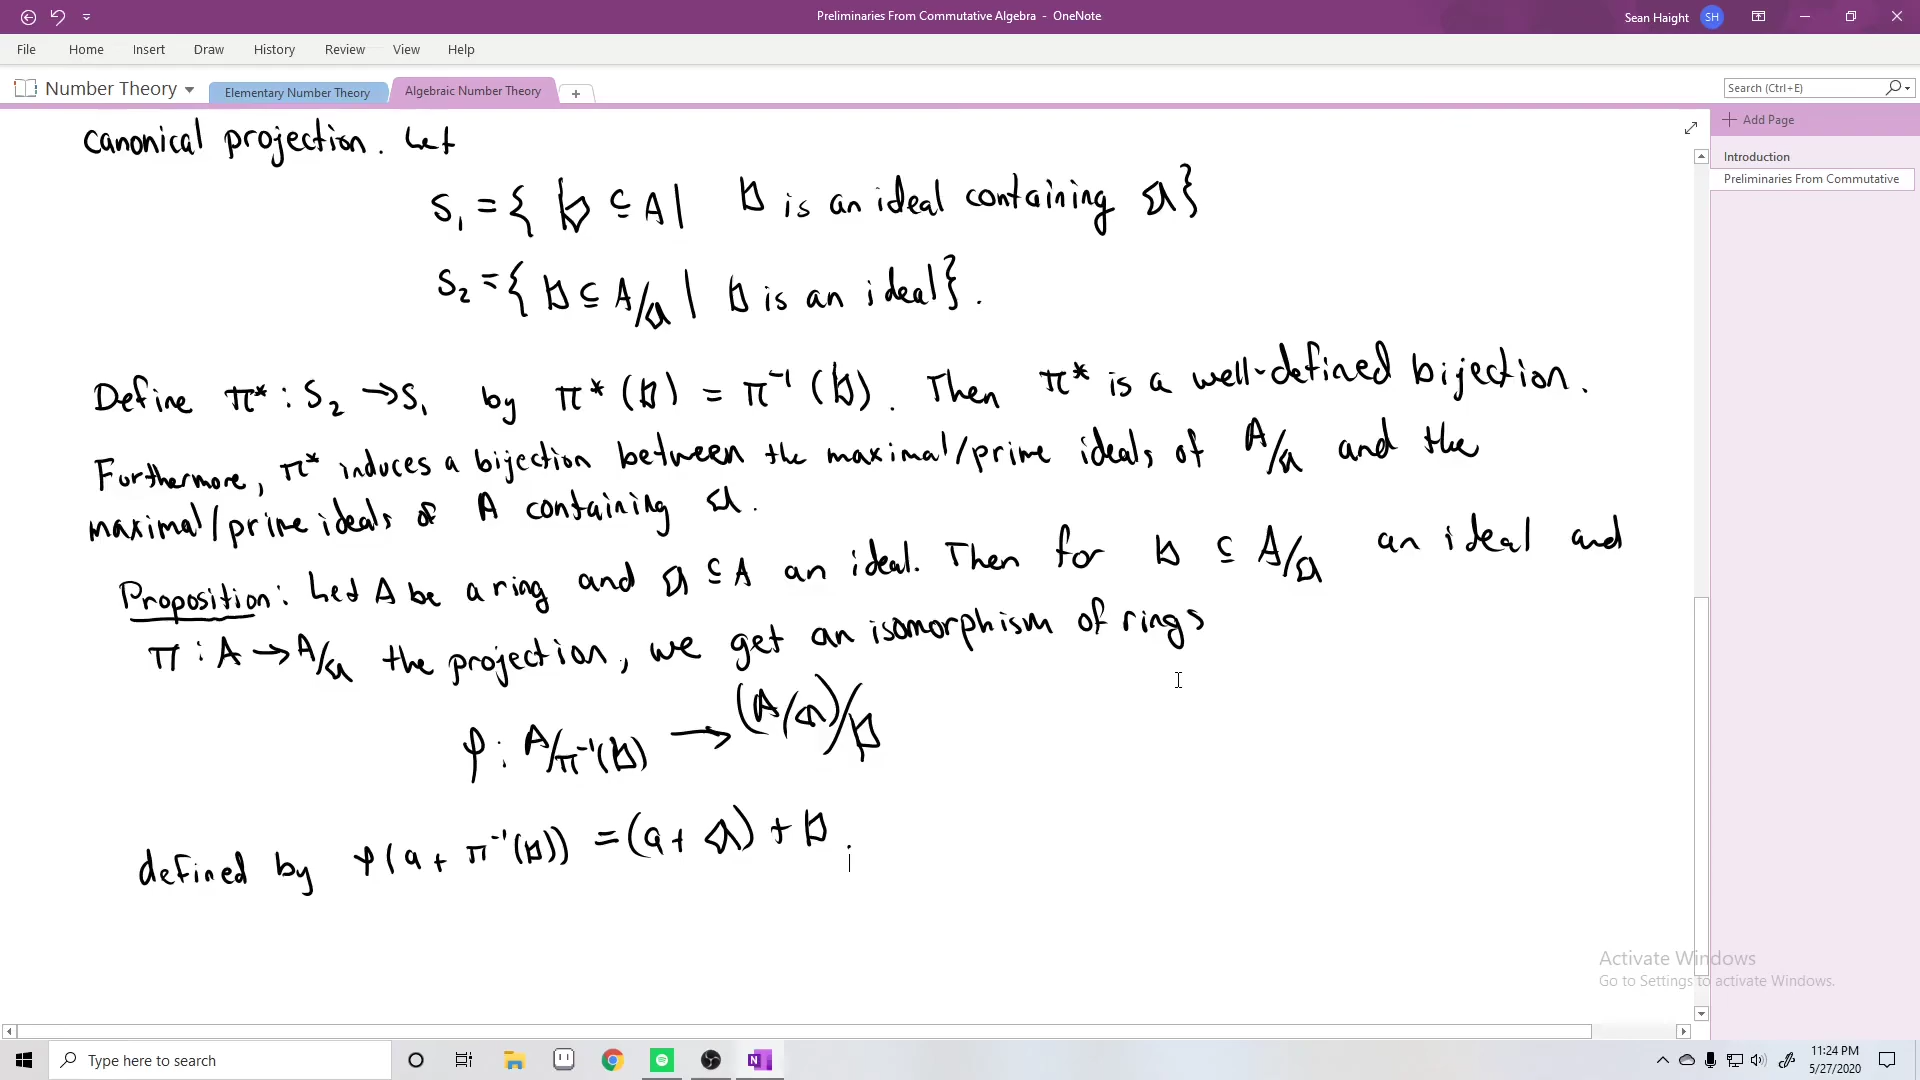 Preliminaries From Commutative Algebra - OneNote
Sean Haight SH
File Home Insert Draw History Review View Help
Number Theory Elementary Number Theory Algebraic Number Theory +
Search (Ctrl+E)
Add Page
Introduction
Preliminaries From Commutative
canonical projection. Let
S₁ = { 𝔟 ⊆ A | 𝔟 is an ideal containing 𝔞}
S₂ = { 𝔟 ⊆ A/𝔞 | 𝔟 is an ideal}.
Define π* : S₂ → S₁ by π*(𝔟) = π⁻¹(𝔟). Then π* is a well-defined bijection.
Furthermore, π* induces a bijection between the maximal/prime ideals of A/𝔞 and the
maximal/prime ideals of A containing 𝔞.
Proposition: Let A be a ring and 𝔞 ⊆ A an ideal. Then for 𝔟 ⊆ A/𝔞 an ideal and
π : A → A/𝔞 the projection, we get an isomorphism of rings
φ : A/π⁻¹(𝔟) → (A/𝔞)/𝔟
defined by φ(a + π⁻¹(𝔟)) = (a + 𝔞) + 𝔟.
Activate Windows
Go to Settings to activate Windows.
Type here to search
11:24 PM
5/27/2020